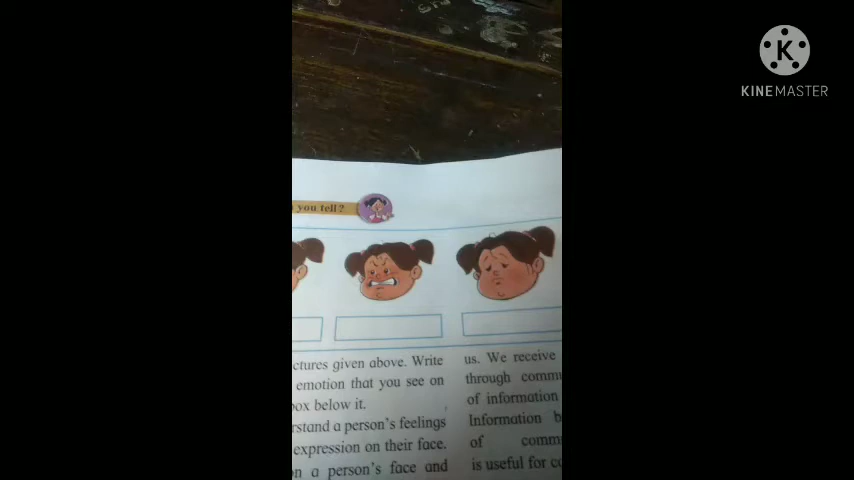 K
KINEMASTER
you tell?
ctures given above. Write
emotion that you see on
box below it.
rstand a person's feelings
expression on their face.
n a person's face and
us. We receive
through comm
of information
Information b
of comm
is useful for co